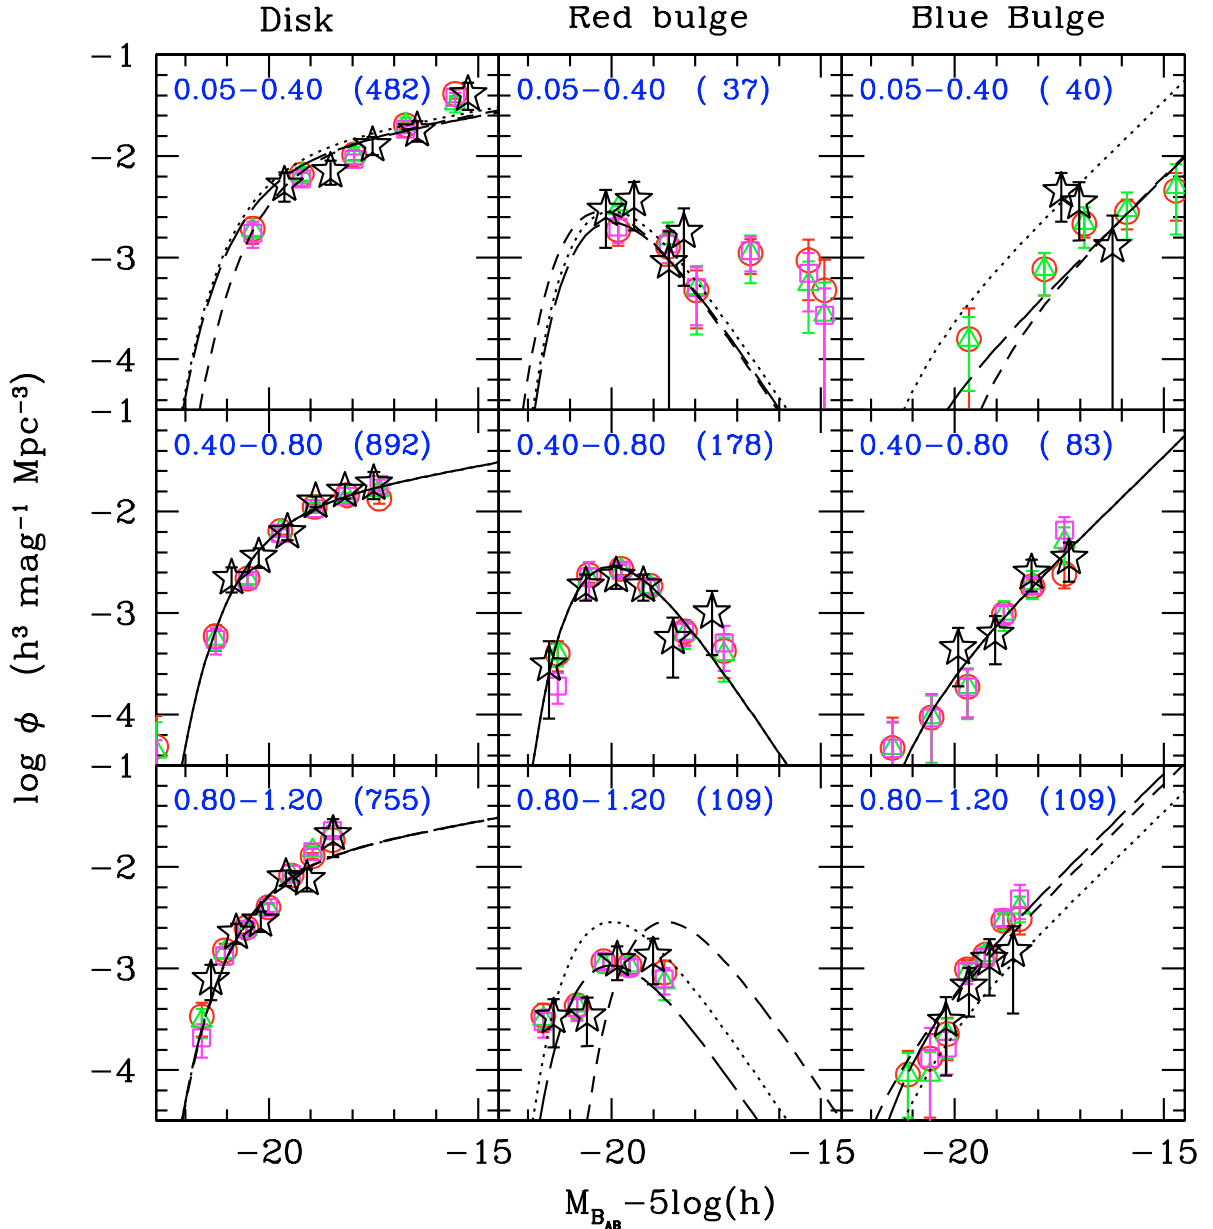 Disk Red bulge Blue Bulge
−1
0.05−0.40 (482) 0.05−0.40 ( 37) 0.05−0.40 ( 40)
−2
−3
−4
−1
0.40−0.80 (892) 0.40−0.80 (178) 0.40−0.80 ( 83)
−2
−3
−4
−1
0.80−1.20 (755) 0.80−1.20 (109) 0.80−1.20 (109)
−2
−3
−4
−20 −15 −20 −15 −20 −15
log ϕ (h³ mag⁻¹ Mpc⁻³)
M_{B_{AB}}−5log(h)